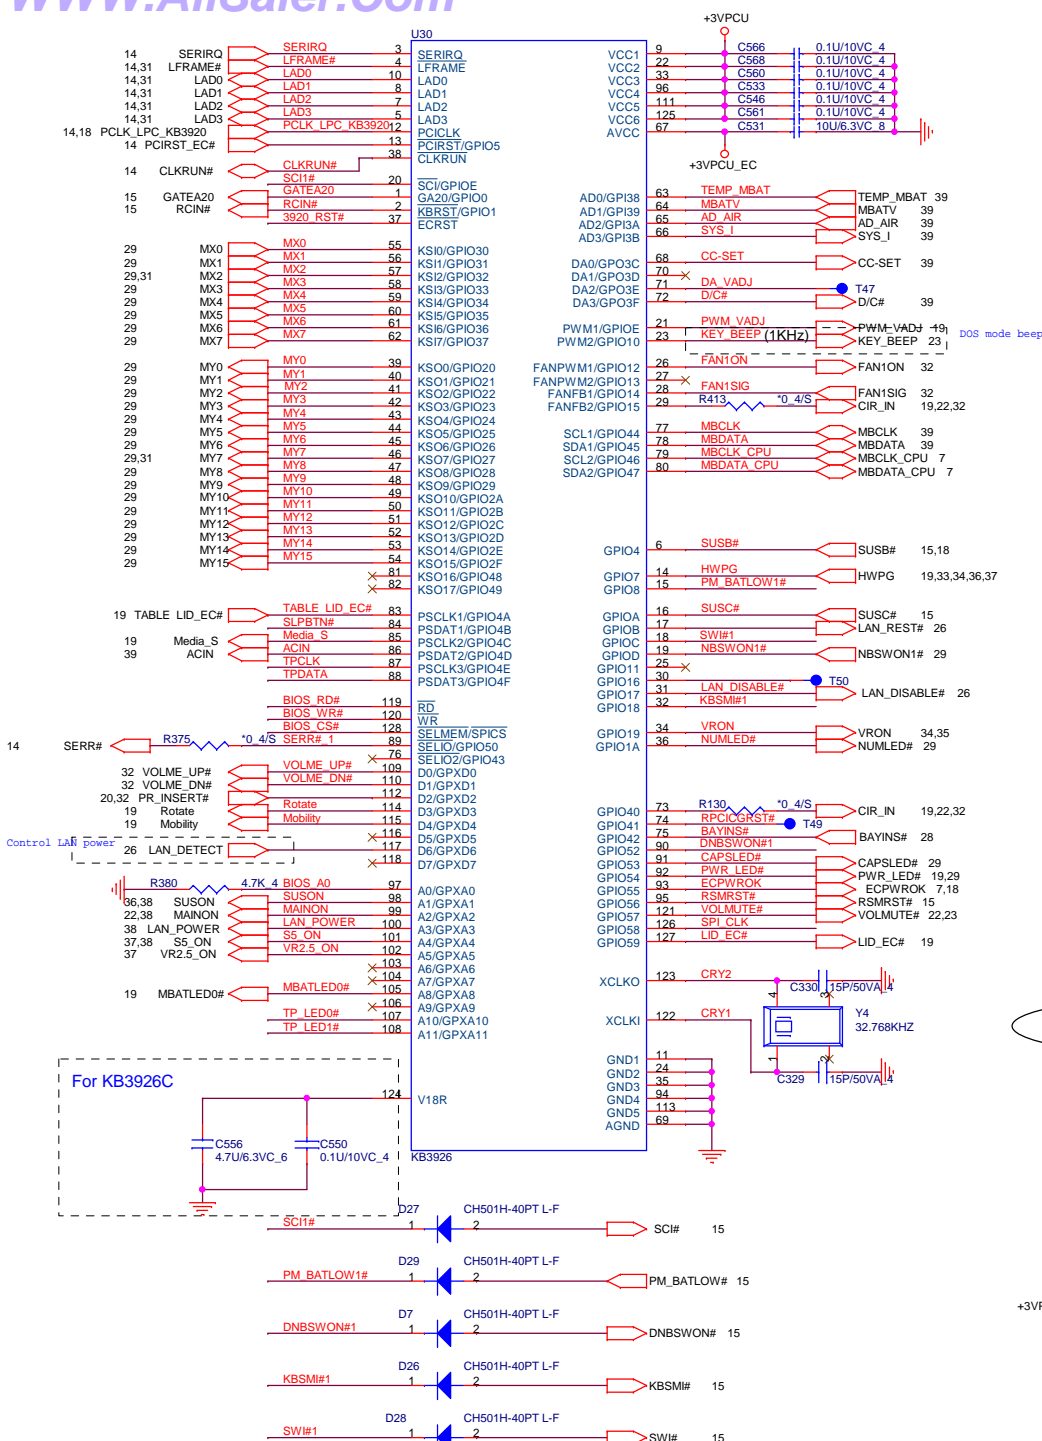 WWW.AliSaler.Com
+3VPCU
U30
14 SERIRQ SERIRQ 3 SERIRQ VCC1 9 C566 0.1U/10VC_4
14,31 LFRAME# LFRAME# 4 LFRAME VCC2 22 C568 0.1U/10VC_4
14,31 LAD0 LAD0 10 LAD0 VCC3 33 C560 0.1U/10VC_4
14,31 LAD1 LAD1 8 LAD1 VCC4 96 C533 0.1U/10VC_4
14,31 LAD2 LAD2 7 LAD2 VCC5 111 C546 0.1U/10VC_4
14,31 LAD3 LAD3 5 LAD3 VCC6 125 C561 0.1U/10VC_4
14,18 PCLK_LPC_KB3920 PCLK_LPC_KB3920 12 PCICLK AVCC 67 C531 10U/6.3VC_8
14 PCIRST_EC# 13 PCIRST/GPIO5
38 CLKRUN
+3VPCU_EC
14 CLKRUN# CLKRUN#
SCI1# 20 SCI/GPIOE
15 GATEA20 GATEA20 1 GA20/GPIO0 AD0/GPI38 63 TEMP_MBAT TEMP_MBAT 39
15 RCIN# RCIN# 2 KBRST/GPIO1 AD1/GPI39 64 MBATV MBATV 39
3920_RST# 37 ECRST AD2/GPI3A 65 AD_AIR AD_AIR 39
AD3/GPI3B 66 SYS_I SYS_I 39
29 MX0 MX0 55 KSI0/GPIO30
29 MX1 MX1 56 KSI1/GPIO31 DA0/GPO3C 68 CC-SET CC-SET 39
29,31 MX2 MX2 57 KSI2/GPIO32 DA1/GPO3D 70
29 MX3 MX3 58 KSI3/GPIO33 DA2/GPO3E 71 DA_VADJ T47
29 MX4 MX4 59 KSI4/GPIO34 DA3/GPO3F 72 D/C# D/C# 39
29 MX5 MX5 60 KSI5/GPIO35
29 MX6 MX6 61 KSI6/GPIO36 PWM1/GPIOE 21 PWM_VADJ PWM_VADJ 19
29 MX7 MX7 62 KSI7/GPIO37 PWM2/GPIO10 23 KEY_BEEP (1KHz) KEY_BEEP 23
DOS mode beep
29 MY0 MY0 39 KSO0/GPIO20 FANPWM1/GPIO12 26 FAN1ON FAN1ON 32
29 MY1 MY1 40 KSO1/GPIO21 FANPWM2/GPIO13 27
29 MY2 MY2 41 KSO2/GPIO22 FANFB1/GPIO14 28 FAN1SIG FAN1SIG 32
29 MY3 MY3 42 KSO3/GPIO23 FANFB2/GPIO15 29 R413 *0_4/S CIR_IN 19,22,32
29 MY4 MY4 43 KSO4/GPIO24
29 MY5 MY5 44 KSO5/GPIO25 SCL1/GPIO44 77 MBCLK MBCLK 39
29 MY6 MY6 45 KSO6/GPIO26 SDA1/GPIO45 78 MBDATA MBDATA 39
29,31 MY7 MY7 46 KSO7/GPIO27 SCL2/GPIO46 79 MBCLK_CPU MBCLK_CPU 7
29 MY8 MY8 47 KSO8/GPIO28 SDA2/GPIO47 80 MBDATA_CPU MBDATA_CPU 7
29 MY9 MY9 48 KSO9/GPIO29
29 MY10 MY10 49 KSO10/GPIO2A
29 MY11 MY11 50 KSO11/GPIO2B
29 MY12 MY12 51 KSO12/GPIO2C
29 MY13 MY13 52 KSO13/GPIO2D
29 MY14 MY14 53 KSO14/GPIO2E GPIO4 6 SUSB# SUSB# 15,18
29 MY15 MY15 54 KSO15/GPIO2F
81 KSO16/GPIO48 GPIO7 14 HWPG HWPG 19,33,34,36,37
82 KSO17/GPIO49 GPIO8 15 PM_BATLOW1#
19 TABLE LID_EC# TABLE LID_EC# 83 PSCLK1/GPIO4A GPIOA 16 SUSC# SUSC# 15
SLPBTN# 84 PSDAT1/GPIO4B GPIOB 17 LAN_REST# 26
19 Media_S Media_S 85 PSCLK2/GPIO4C GPIOC 18 SWI#1
39 ACIN ACIN 86 PSDAT2/GPIO4D GPIOD 19 NBSWON1# NBSWON1# 29
TPCLK 87 PSCLK3/GPIO4E GPIO11 25
TPDATA 88 PSDAT3/GPIO4F GPIO16 30 T50
GPIO17 31 LAN_DISABLE# LAN_DISABLE# 26
BIOS_RD# 119 RD GPIO18 32 KBSMI#1
BIOS_WR# 120 WR
BIOS_CS# 128 SELMEM/SPICS GPIO19 34 VRON VRON 34,35
14 SERR# R375 *0_4/S SERR#_1 89 SELIO/GPIO50 GPIO1A 36 NUMLED# NUMLED# 29
76 SELIO2/GPIO43
32 VOLME_UP# VOLME_UP# 109 D0/GPXD0
32 VOLME_DN# VOLME_DN# 110 D1/GPXD1
20,32 PR_INSERT# 112 D2/GPXD2
19 Rotate Rotate 114 D3/GPXD3 GPIO40 73 R130 *0_4/S CIR_IN 19,22,32
19 Mobility Mobility 115 D4/GPXD4 GPIO41 74 RPCICGRST# T49
116 D5/GPXD5 GPIO42 75 BAYINS# BAYINS# 28
Control LAN power
26 LAN_DETECT 117 D6/GPXD6 GPIO52 90 DNBSWON#1
118 D7/GPXD7 GPIO53 91 CAPSLED# CAPSLED# 29
GPIO54 92 PWR_LED# PWR_LED# 19,29
R380 4.7K_4 BIOS_A0 97 A0/GPXA0 GPIO55 93 ECPWROK ECPWROK 7,18
36,38 SUSON SUSON 98 A1/GPXA1 GPIO56 95 RSMRST# RSMRST# 15
22,38 MAINON MAINON 99 A2/GPXA2 GPIO57 121 VOLMUTE# VOLMUTE# 22,23
38 LAN_POWER LAN_POWER 100 A3/GPXA3 GPIO58 126 SPI_CLK
37,38 S5_ON S5_ON 101 A4/GPXA4 GPIO59 127 LID_EC# LID_EC# 19
37 VR2.5_ON VR2.5_ON 102 A5/GPXA5
103 A6/GPXA6
104 A7/GPXA7 XCLKO 123 CRY2 C330 15P/50VA_4
19 MBATLED0# MBATLED0# 105 A8/GPXA8
106 A9/GPXA9
4 3 Y4
TP_LED0# 107 A10/GPXA10 XCLKI 122 CRY1
TP_LED1# 108 A11/GPXA11
32.768KHZ
1 2
C329 15P/50VA_4
GND1 11
GND2 24
GND3 35
GND4 94
GND5 113
AGND 69
For KB3926C
124 V18R
C556 4.7U/6.3VC_6
C550 0.1U/10VC_4
KB3926
SCI1# 1 D27 2 CH501H-40PT L-F SCI# 15
PM_BATLOW1# 1 D29 2 CH501H-40PT L-F PM_BATLOW# 15
+3VP
DNBSWON#1 1 D7 2 CH501H-40PT L-F DNBSWON# 15
KBSMI#1 1 D26 2 CH501H-40PT L-F KBSMI# 15
SWI#1 1 D28 2 CH501H-40PT L-F SWI# 15